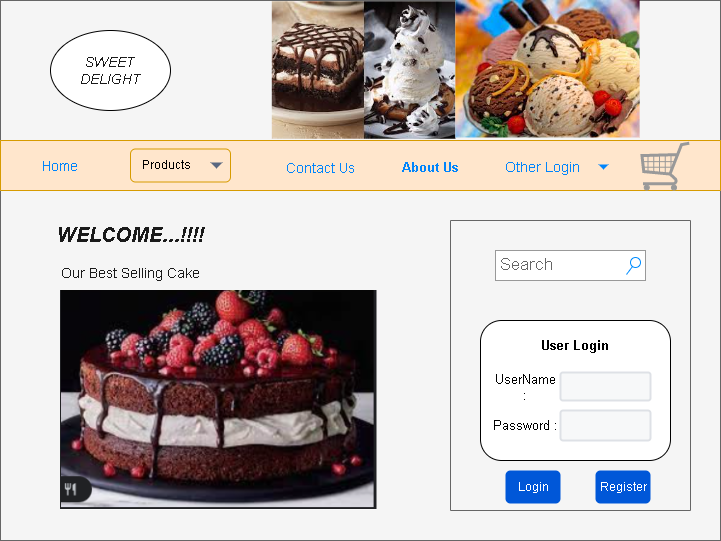 SWEET
DELIGHT
Home
Products
Contact Us
About Us
Other Login
WELCOME...!!!!
Our Best Selling Cake
Search
User Login
UserName
:
Password :
Login
Register